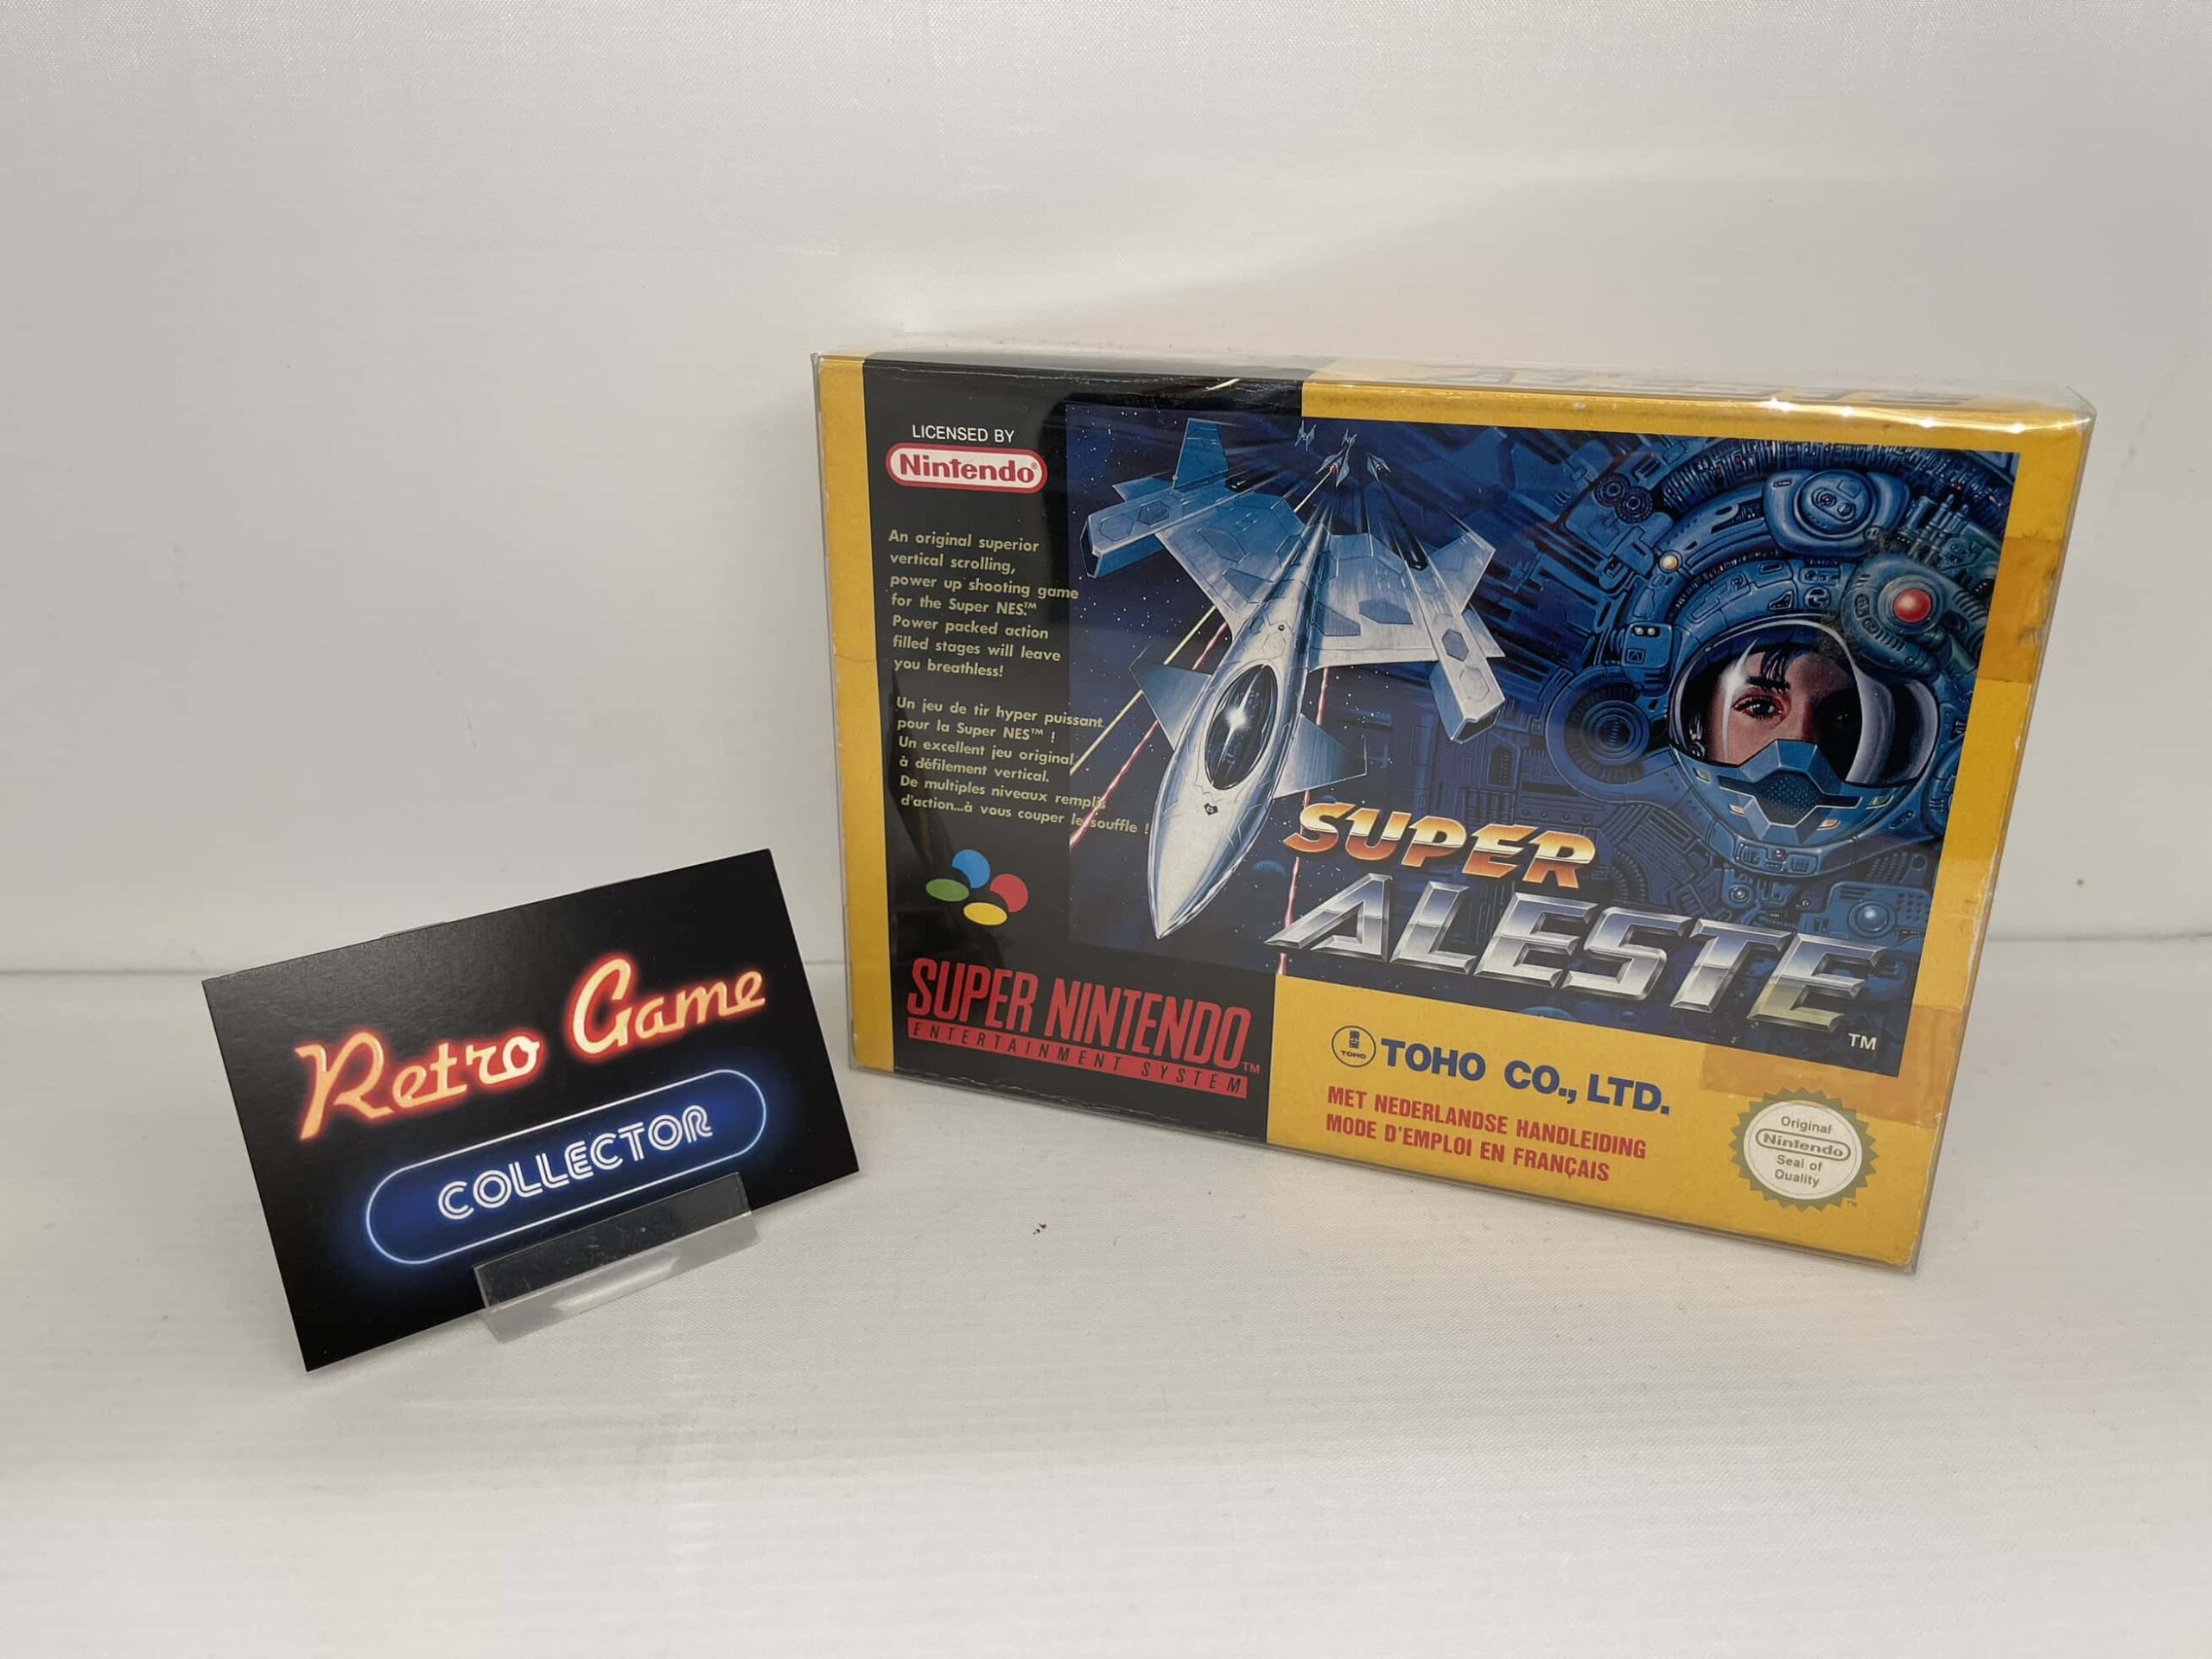 LICENSED BY
Nintendo®
An original superior
vertical scrolling,
power up shooting game
for the Super NES™
Power packed action
filled stages will leave
you breathless!
Un jeu de tir hyper puissant
pour la Super NES™ !
Un excellent jeu original
à défilement vertical.
De multiples niveaux remplis
d'action...à vous couper le souffle !
SUPER NINTENDO™
ENTERTAINMENT SYSTEM
SUPER
ALESTE™
TOHO
TOHO CO., LTD.
MET NEDERLANDSE HANDLEIDING
MODE D'EMPLOI EN FRANÇAIS
Original
Nintendo
Seal of
Quality
™
Retro Game
COLLECTOR